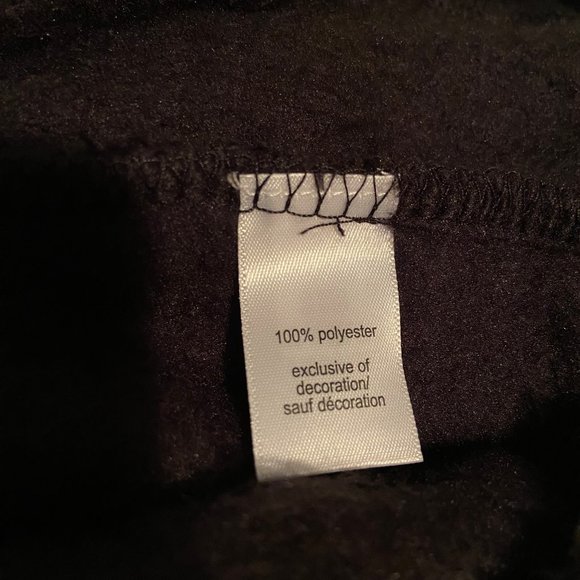 100% polyester
exclusive of
decoration/
sauf décoration